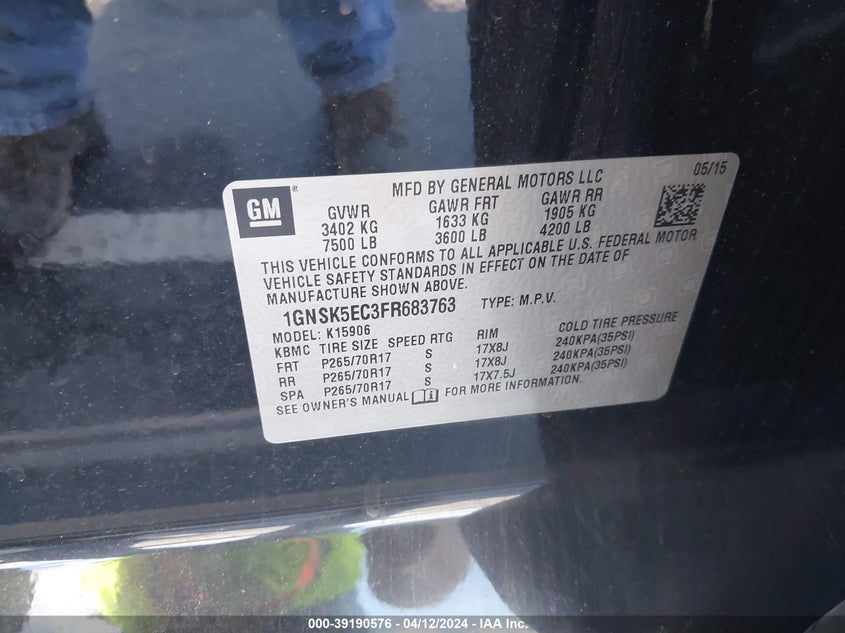 GM ®
MFD BY GENERAL MOTORS LLC 05/15
GVWR GAWR FRT GAWR RR
3402 KG 1633 KG 1905 KG
7500 LB 3600 LB 4200 LB
THIS VEHICLE CONFORMS TO ALL APPLICABLE U.S. FEDERAL MOTOR
VEHICLE SAFETY STANDARDS IN EFFECT ON THE DATE OF
MANUFACTURE SHOWN ABOVE.
1GNSK5EC3FR683763 TYPE: M.P.V.
MODEL: K15906
KBMC TIRE SIZE SPEED RTG RIM COLD TIRE PRESSURE
FRT P265/70R17 S 17X8J 240KPA(35PSI)
RR P265/70R17 S 17X8J 240KPA(35PSI)
SPA P265/70R17 S 17X7.5J 240KPA(35PSI)
SEE OWNER'S MANUAL FOR MORE INFORMATION.
000-39190576 - 04/12/2024 - IAA Inc.